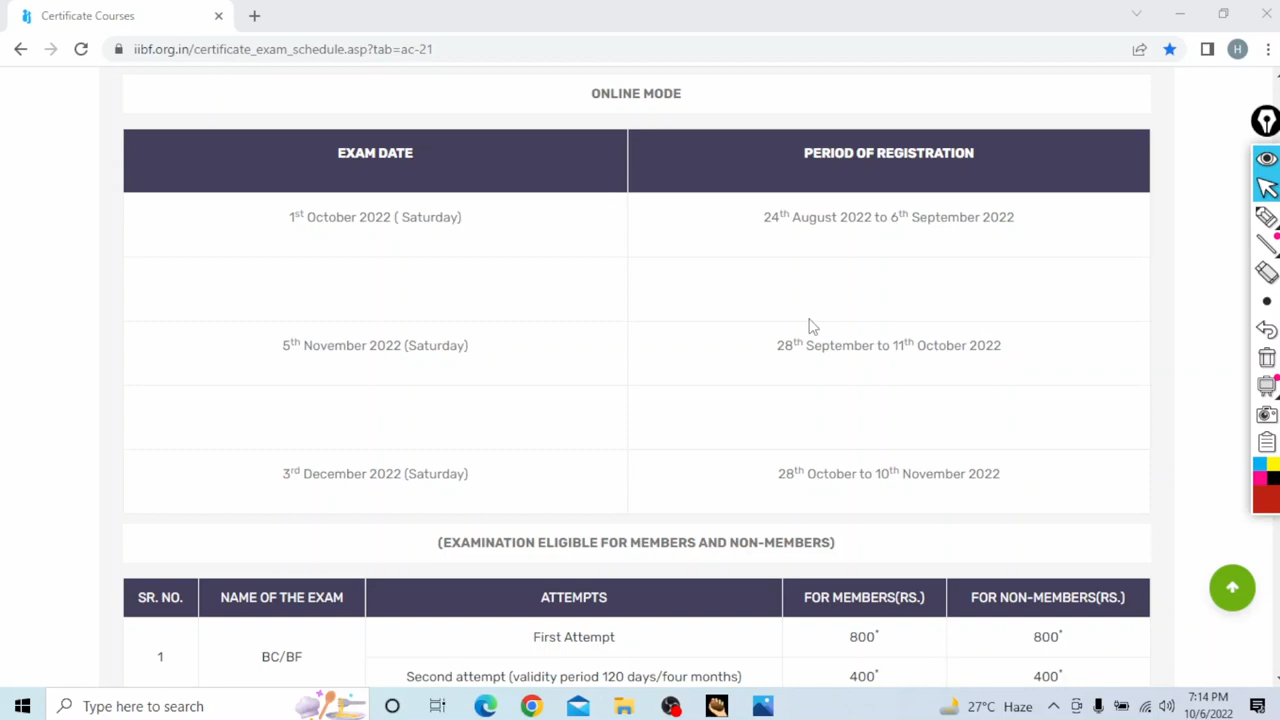 Certificate Courses
iibf.org.in/certificate_exam_schedule.asp?tab=ac-21
H
ONLINE MODE
EXAM DATE PERIOD OF REGISTRATION
1st October 2022 ( Saturday) 24th August 2022 to 6th September 2022
5th November 2022 (Saturday) 28th September to 11th October 2022
3rd December 2022 (Saturday) 28th October to 10th November 2022
(EXAMINATION ELIGIBLE FOR MEMBERS AND NON-MEMBERS)
SR. NO. NAME OF THE EXAM ATTEMPTS FOR MEMBERS(RS.) FOR NON-MEMBERS(RS.)
First Attempt 800* 800*
1 BC/BF
Second attempt (validity period 120 days/four months) 400* 400*
Type here to search
27°C Haze
7:14 PM
10/6/2022